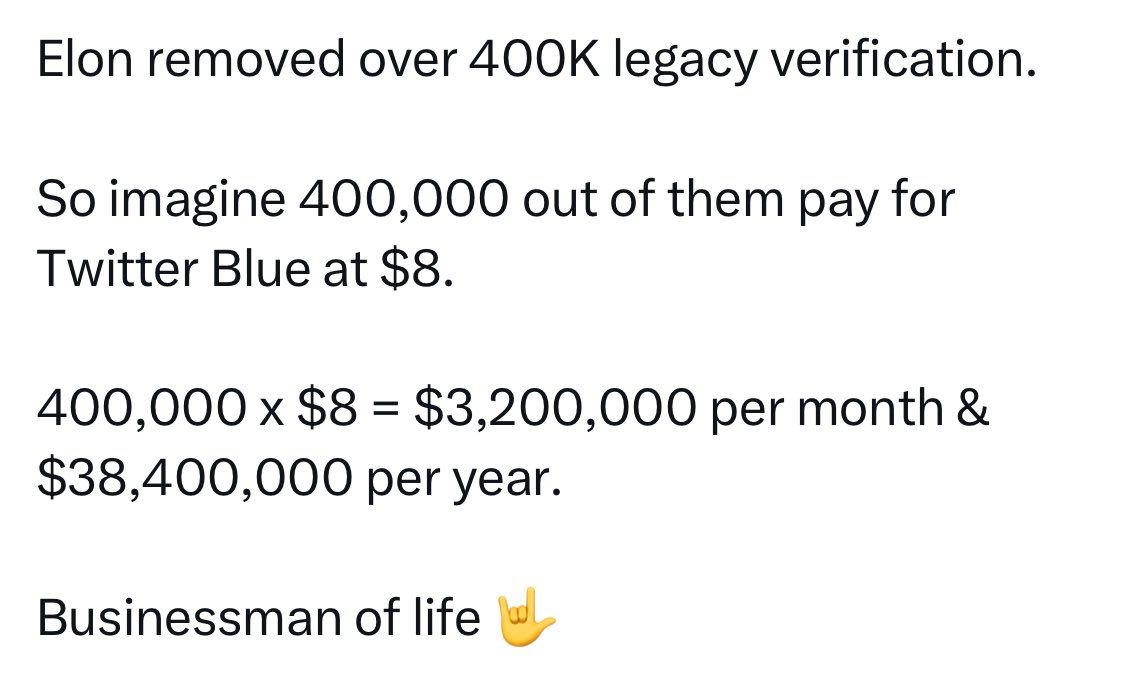 Elon removed over 400K legacy verification.
So imagine 400,000 out of them pay for
Twitter Blue at $8.
400,000 x $8 = $3,200,000 per month &
$38,400,000 per year.
Businessman of life 🤟